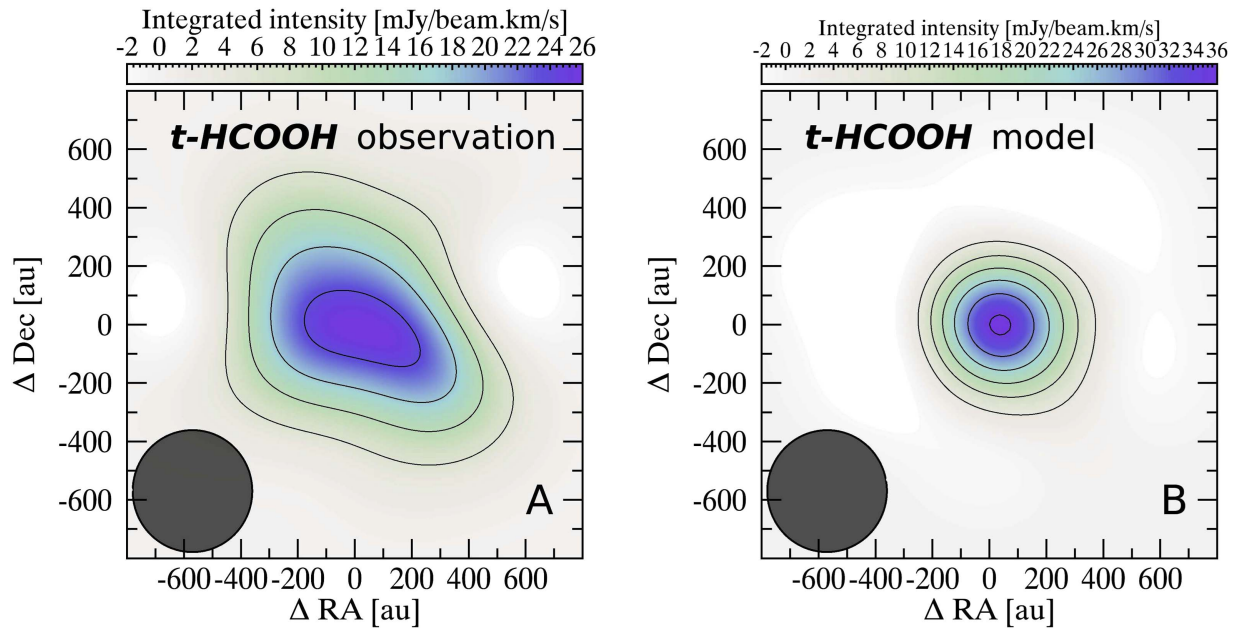 Integrated intensity [mJy/beam.km/s]
-2 0 2 4 6 8 10 12 14 16 18 20 22 24 26
t-HCOOH observation
600
400
200
0
-200
-400
-600
Δ Dec [au]
A
-600 -400 -200 0 200 400 600
Δ RA [au]
Integrated intensity [mJy/beam.km/s]
-2 0 2 4 6 8 10 12 14 16 18 20 22 24 26 28 30 32 34 36
t-HCOOH model
600
400
200
0
-200
-400
-600
Δ Dec [au]
B
-600 -400 -200 0 200 400 600
Δ RA [au]